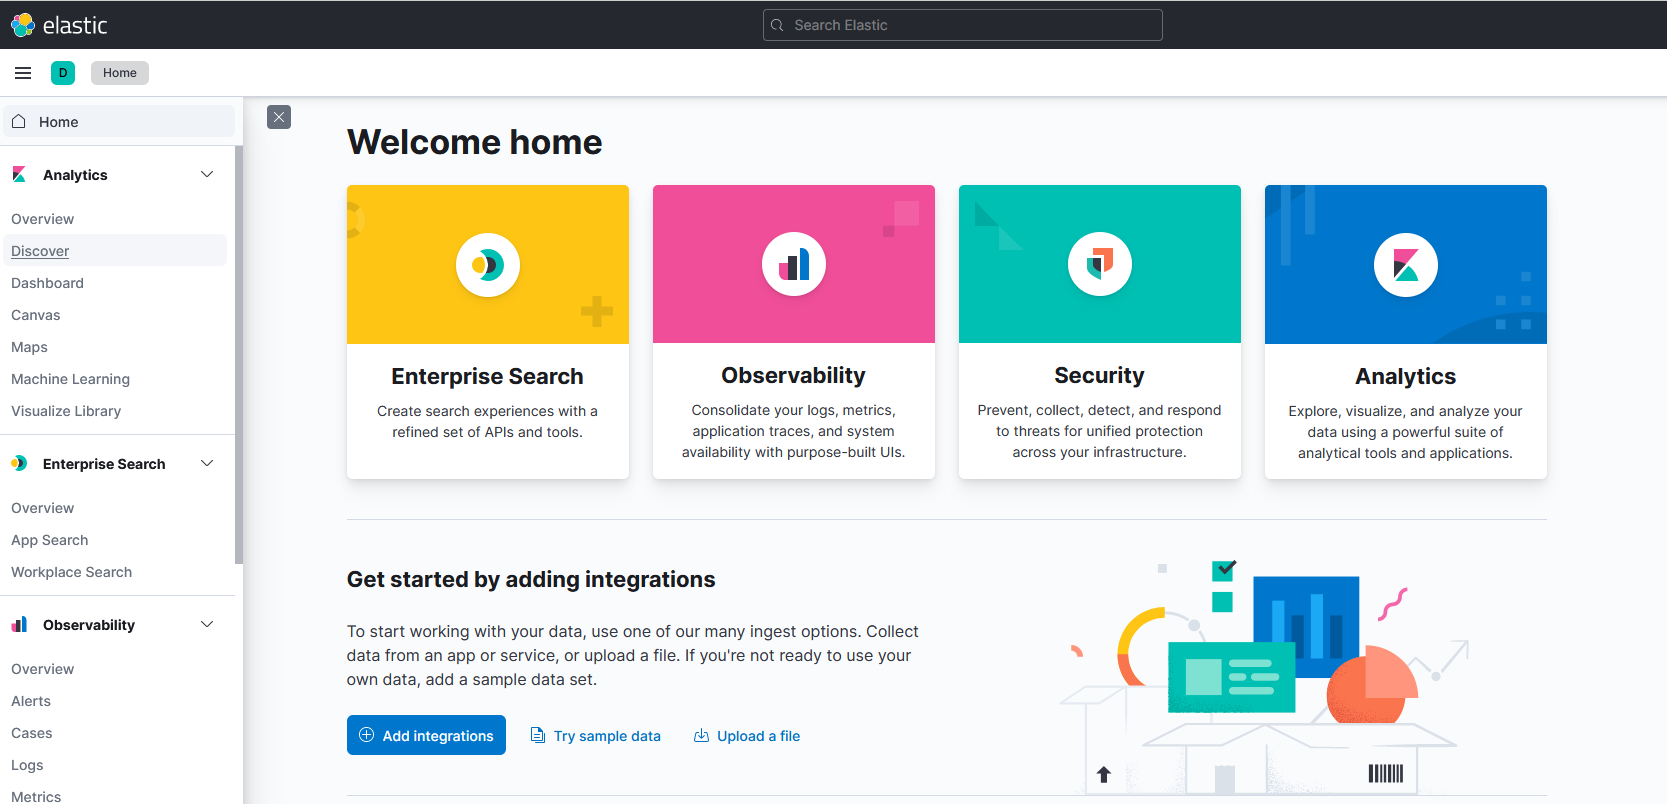 elastic
Search Elastic
D
Home
Home
Analytics
Overview
Discover
Dashboard
Canvas
Maps
Machine Learning
Visualize Library
Enterprise Search
Overview
App Search
Workplace Search
Observability
Overview
Alerts
Cases
Logs
Metrics
Welcome home
Enterprise Search
Create search experiences with a
refined set of APIs and tools.
Observability
Consolidate your logs, metrics,
application traces, and system
availability with purpose-built UIs.
Security
Prevent, collect, detect, and respond
to threats for unified protection
across your infrastructure.
Analytics
Explore, visualize, and analyze your
data using a powerful suite of
analytical tools and applications.
Get started by adding integrations
To start working with your data, use one of our many ingest options. Collect
data from an app or service, or upload a file. If you're not ready to use your
own data, add a sample data set.
Add integrations
Try sample data
Upload a file